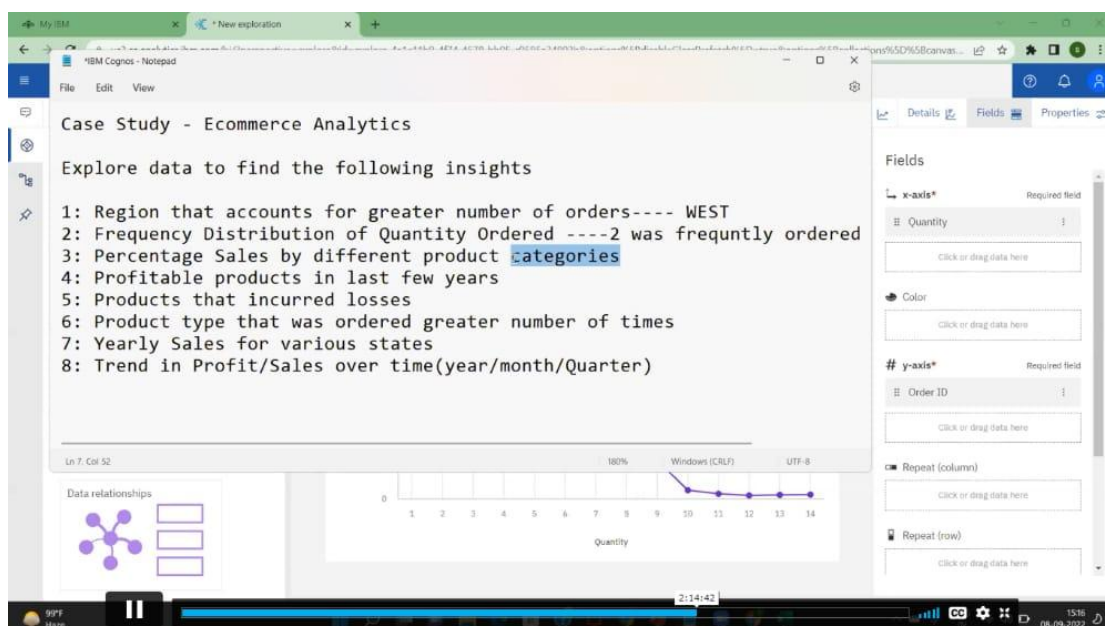 My IBM
* New exploration
*IBM Cognos - Notepad
File Edit View
Case Study - Ecommerce Analytics
Explore data to find the following insights
1: Region that accounts for greater number of orders---- WEST
2: Frequency Distribution of Quantity Ordered ----2 was frequntly ordered
3: Percentage Sales by different product categories
4: Profitable products in last few years
5: Products that incurred losses
6: Product type that was ordered greater number of times
7: Yearly Sales for various states
8: Trend in Profit/Sales over time(year/month/Quarter)
Ln 7, Col 52 180% Windows (CRLF) UTF-8
Details Fields Properties
Fields
x-axis* Required field
Quantity
Click or drag data here
Color
Click or drag data here
# y-axis* Required field
Order ID
Click or drag data here
Repeat (column)
Click or drag data here
Repeat (row)
Click or drag data here
Data relationships
0
1 2 3 4 5 6 7 8 9 10 11 12 13 14
Quantity
2:14:42
99°F
Haze
CC
15:16
08-09-2022